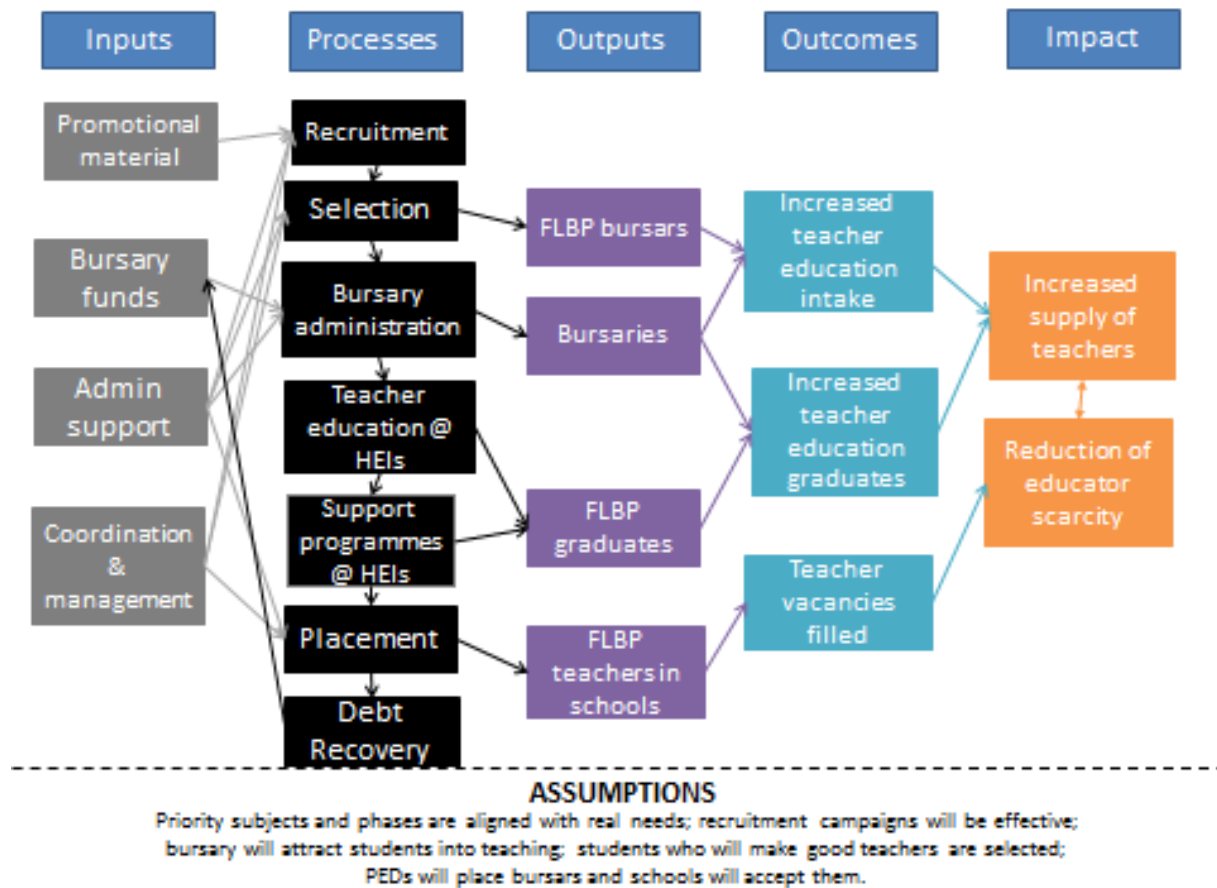 Inputs
Processes
Outputs
Outcomes
Impact
Promotional
material
Bursary
funds
Admin
support
Coordination
&
management
Recruitment
Selection
Bursary
administration
Teacher
education @
HEIs
Support
programmes
@ HEIs
Placement
Debt
Recovery
FLBP bursars
Bursaries
FLBP
graduates
FLBP
teachers in
schools
Increased
teacher
education
intake
Increased
teacher
education
graduates
Teacher
vacancies
filled
Increased
supply of
teachers
Reduction of
educator
scarcity
ASSUMPTIONS
Priority subjects and phases are aligned with real needs; recruitment campaigns will be effective;
bursary will attract students into teaching; students who will make good teachers are selected;
PEDs will place bursars and schools will accept them.